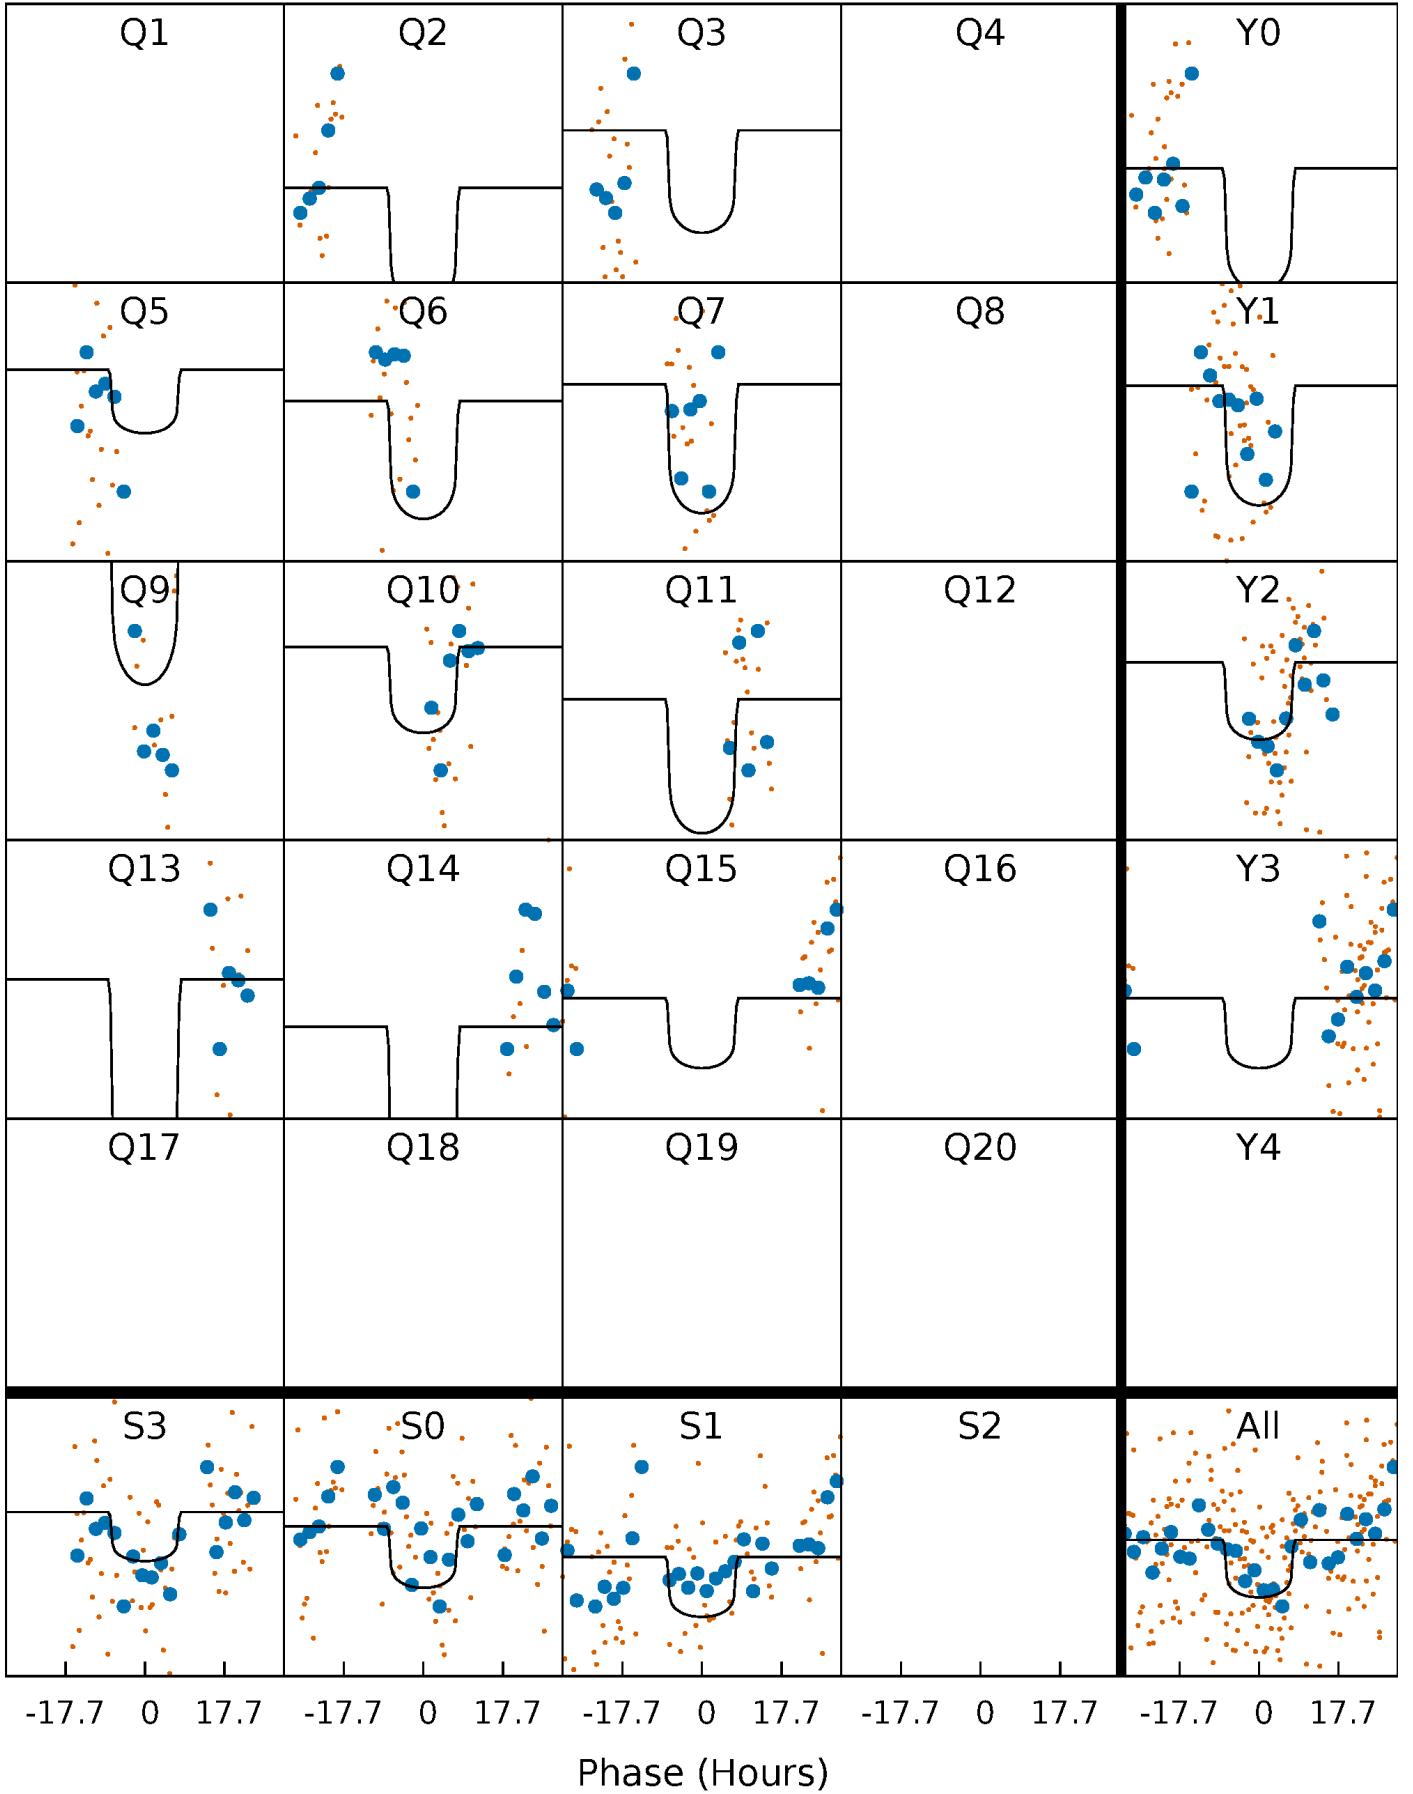 Q1 Q2 Q3 Q4 Y0
Q5 Q6 Q7 Q8 Y1
Q9 Q10 Q11 Q12 Y2
Q13 Q14 Q15 Q16 Y3
Q17 Q18 Q19 Q20 Y4
S3 S0 S1 S2 All
-17.7 0 17.7 -17.7 0 17.7 -17.7 0 17.7 -17.7 0 17.7 -17.7 0 17.7
Phase (Hours)